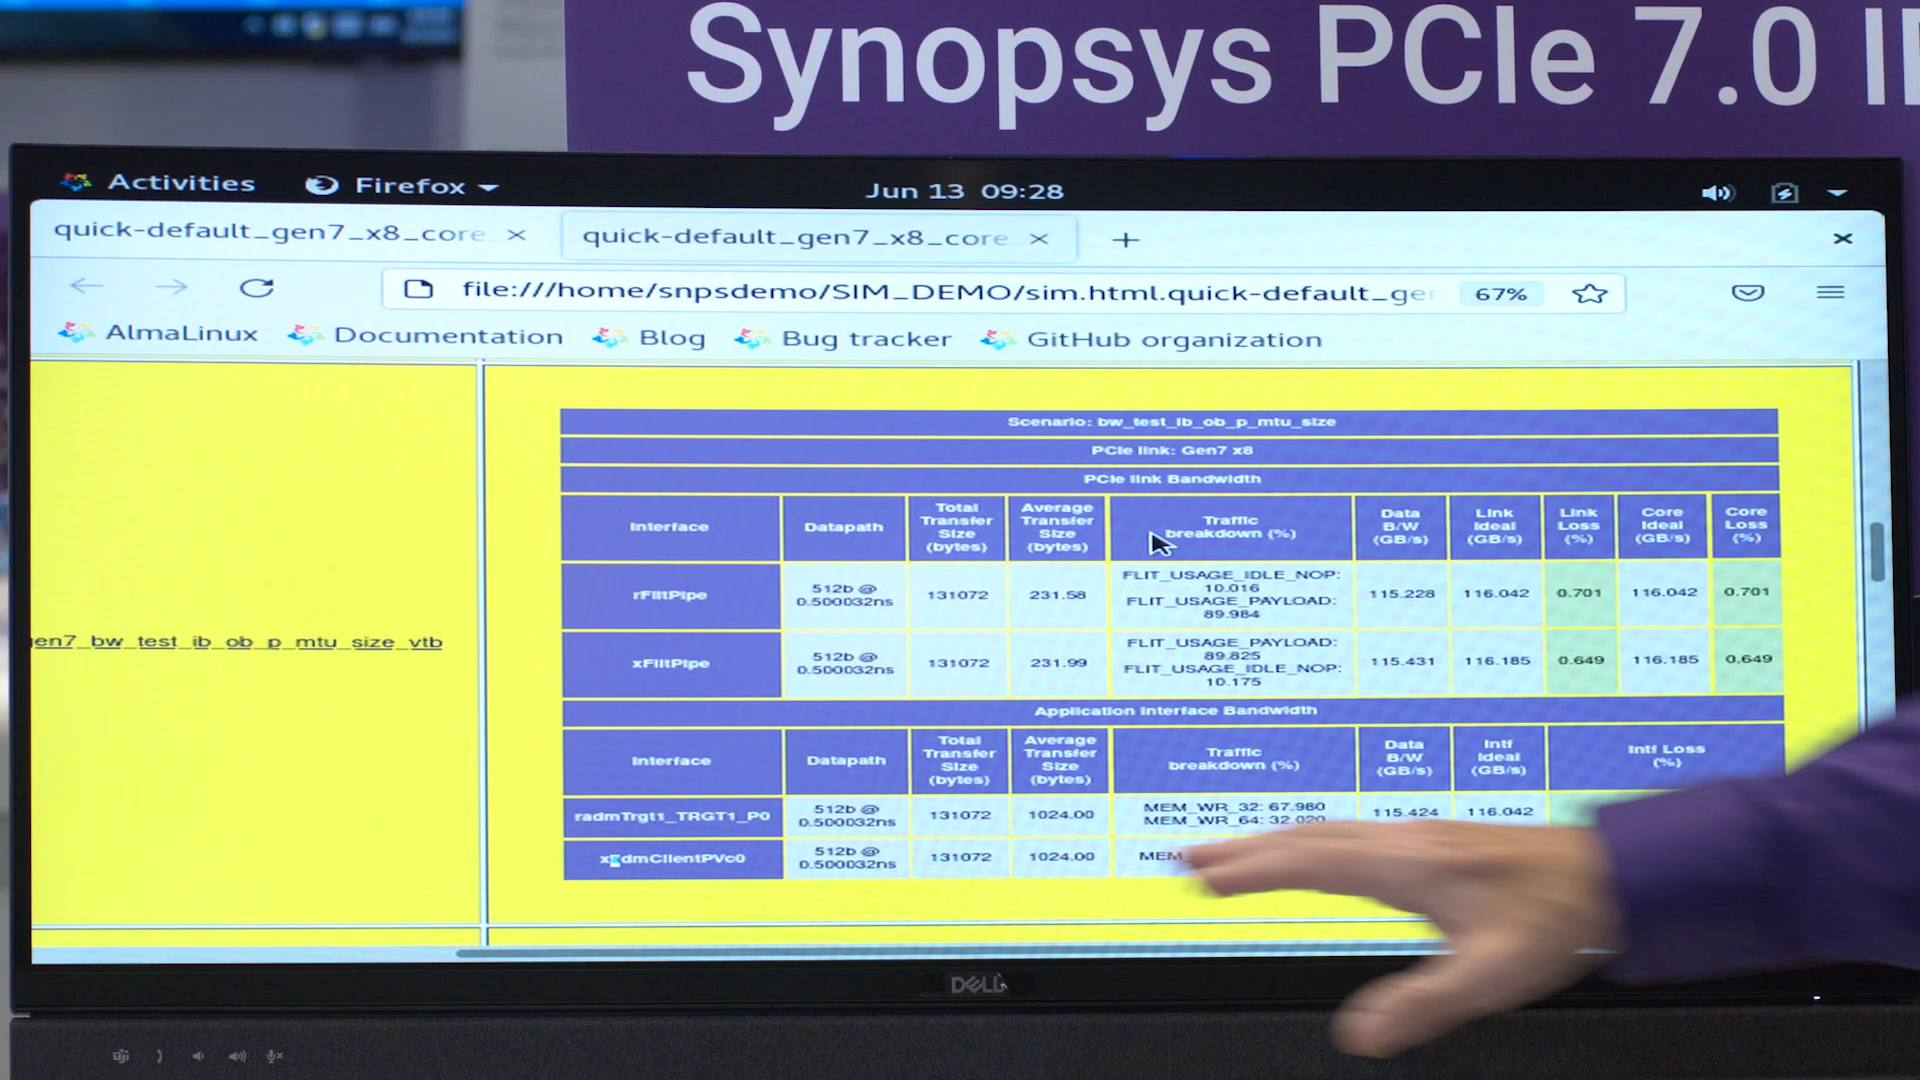 Synopsys PCIe 7.0
Activities
Firefox
Jun 13 09:28
quick-default_gen7_x8_core
quick-default_gen7_x8_core
file:///home/snpsdemo/SIM_DEMO/sim.html.quick-default_ge
67%
AlmaLinux
Documentation
Blog
Bug tracker
GitHub organization
gen7_bw_test_ib_ob_p_mtu_size_vtb
Scenario: bw_test_ib_ob_p_mtu_size
PCIe link: Gen7 x8
PCIe link Bandwidth
Interface
Datapath
Total
Transfer
Size
(bytes)
Average
Transfer
Size
(bytes)
Traffic
breakdown (%)
Data
B/W
(GB/s)
Link
Ideal
(GB/s)
Link
Loss
(%)
Core
Ideal
(GB/s)
Core
Loss
(%)
rFlitPipe
512b @
0.500032ns
131072
231.58
FLIT_USAGE_IDLE_NOP:
10.016
FLIT_USAGE_PAYLOAD:
89.984
115.228
116.042
0.701
116.042
0.701
xFlitPipe
512b @
0.500032ns
131072
231.99
FLIT_USAGE_PAYLOAD:
89.825
FLIT_USAGE_IDLE_NOP:
10.175
115.431
116.185
0.649
116.185
0.649
Application Interface Bandwidth
Interface
Datapath
Total
Transfer
Size
(bytes)
Average
Transfer
Size
(bytes)
Traffic
breakdown (%)
Data
B/W
(GB/s)
Intf
Ideal
(GB/s)
Intf Loss
(%)
radmTrgt1_TRGT1_P0
512b @
0.500032ns
131072
1024.00
MEM_WR_32: 67.980
MEM_WR_64: 32.020
115.424
116.042
xadmClientPVc0
512b @
0.500032ns
131072
1024.00
MEM
DELL